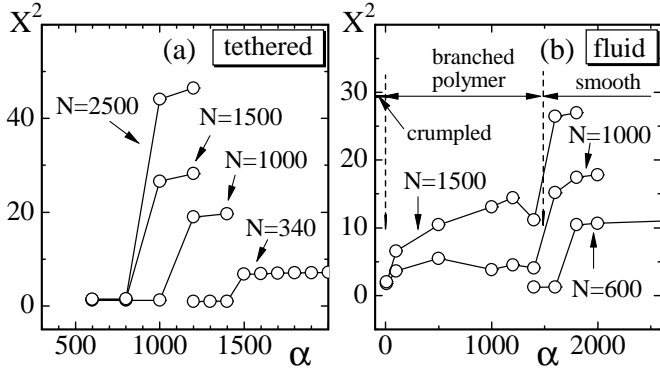 X²
(a) tethered
N=2500
N=1500
N=1000
N=340
40
20
0
500 1000 1500
α
X²
(b) fluid
branched polymer
smooth
crumpled
N=1500
N=1000
N=600
30
20
10
0
0 1000 2000
α